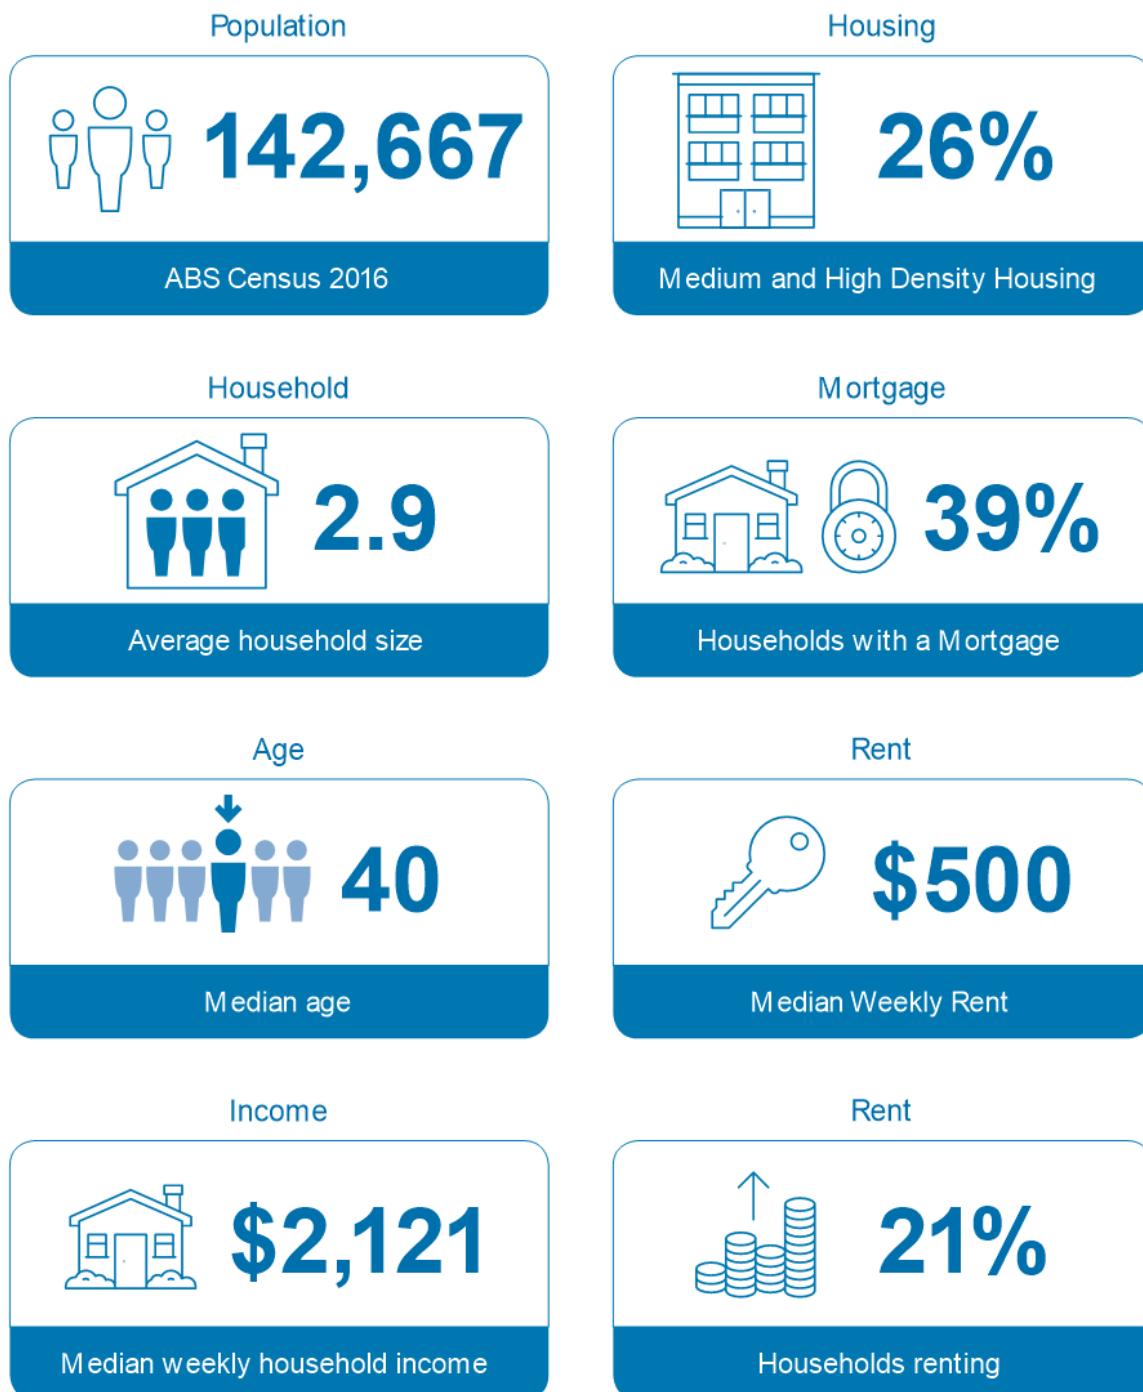 Population
142,667
ABS Census 2016
Housing
26%
Medium and High Density Housing
Household
2.9
Average household size
Mortgage
39%
Households with a Mortgage
Age
40
Median age
Rent
$500
Median Weekly Rent
Income
$2,121
Median weekly household income
Rent
21%
Households renting